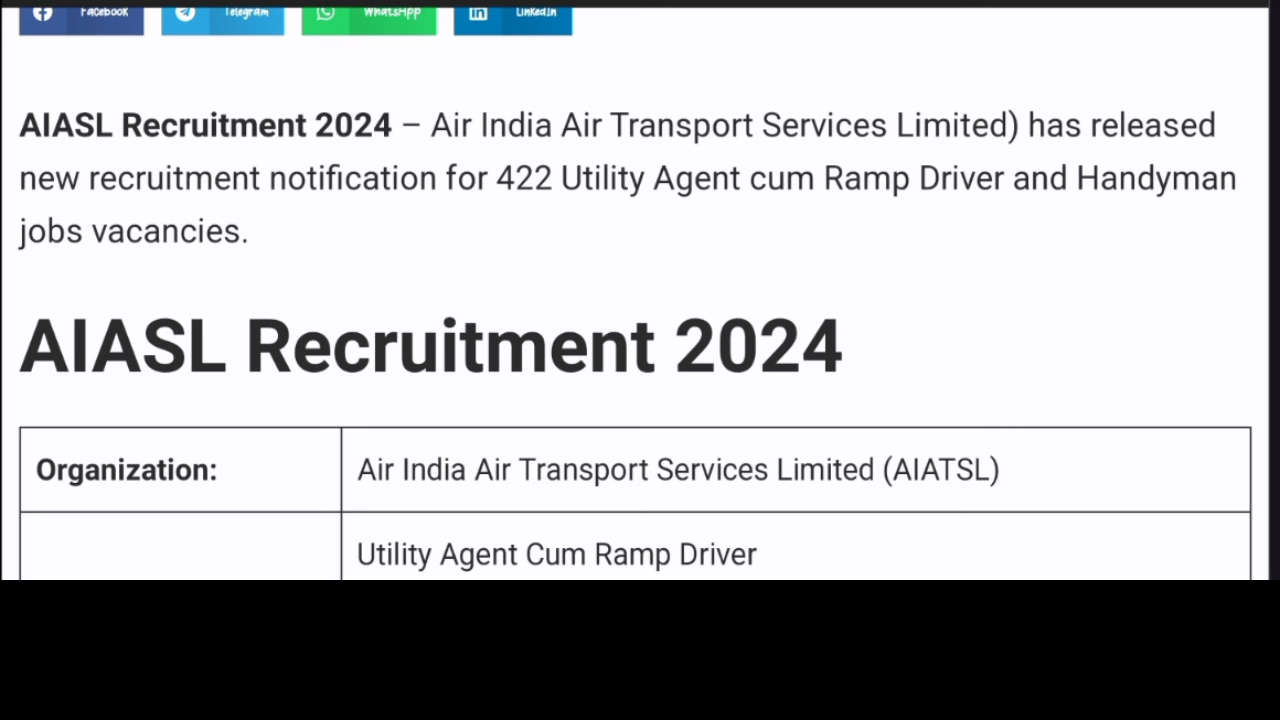 Facebook Telegram WhatsApp LinkedIn
AIASL Recruitment 2024 – Air India Air Transport Services Limited) has released
new recruitment notification for 422 Utility Agent cum Ramp Driver and Handyman
jobs vacancies.
AIASL Recruitment 2024
Organization: Air India Air Transport Services Limited (AIATSL)
Utility Agent Cum Ramp Driver